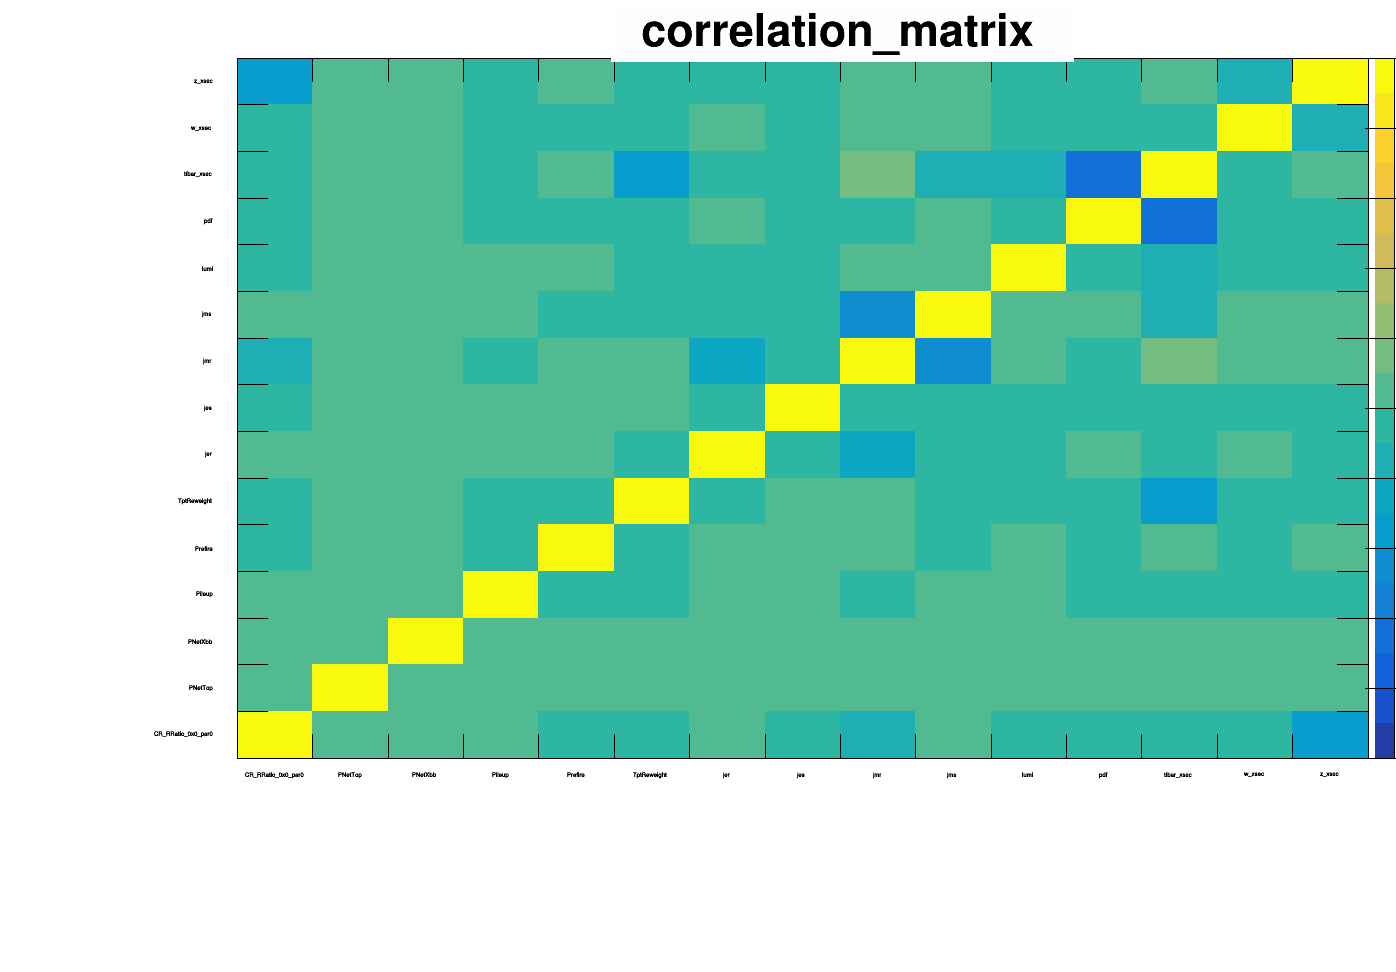 correlation_matrix
z_xsec
w_xsec
ttbar_xsec
pdf
lumi
jms
jmr
jes
jer
TptReweight
Prefire
Pileup
PNetXbb
PNetTop
CR_RRatio_0x0_par0
CR_RRatio_0x0_par0 PNetTop PNetXbb Pileup Prefire TptReweight jer jes jmr jms lumi pdf ttbar_xsec w_xsec z_xsec